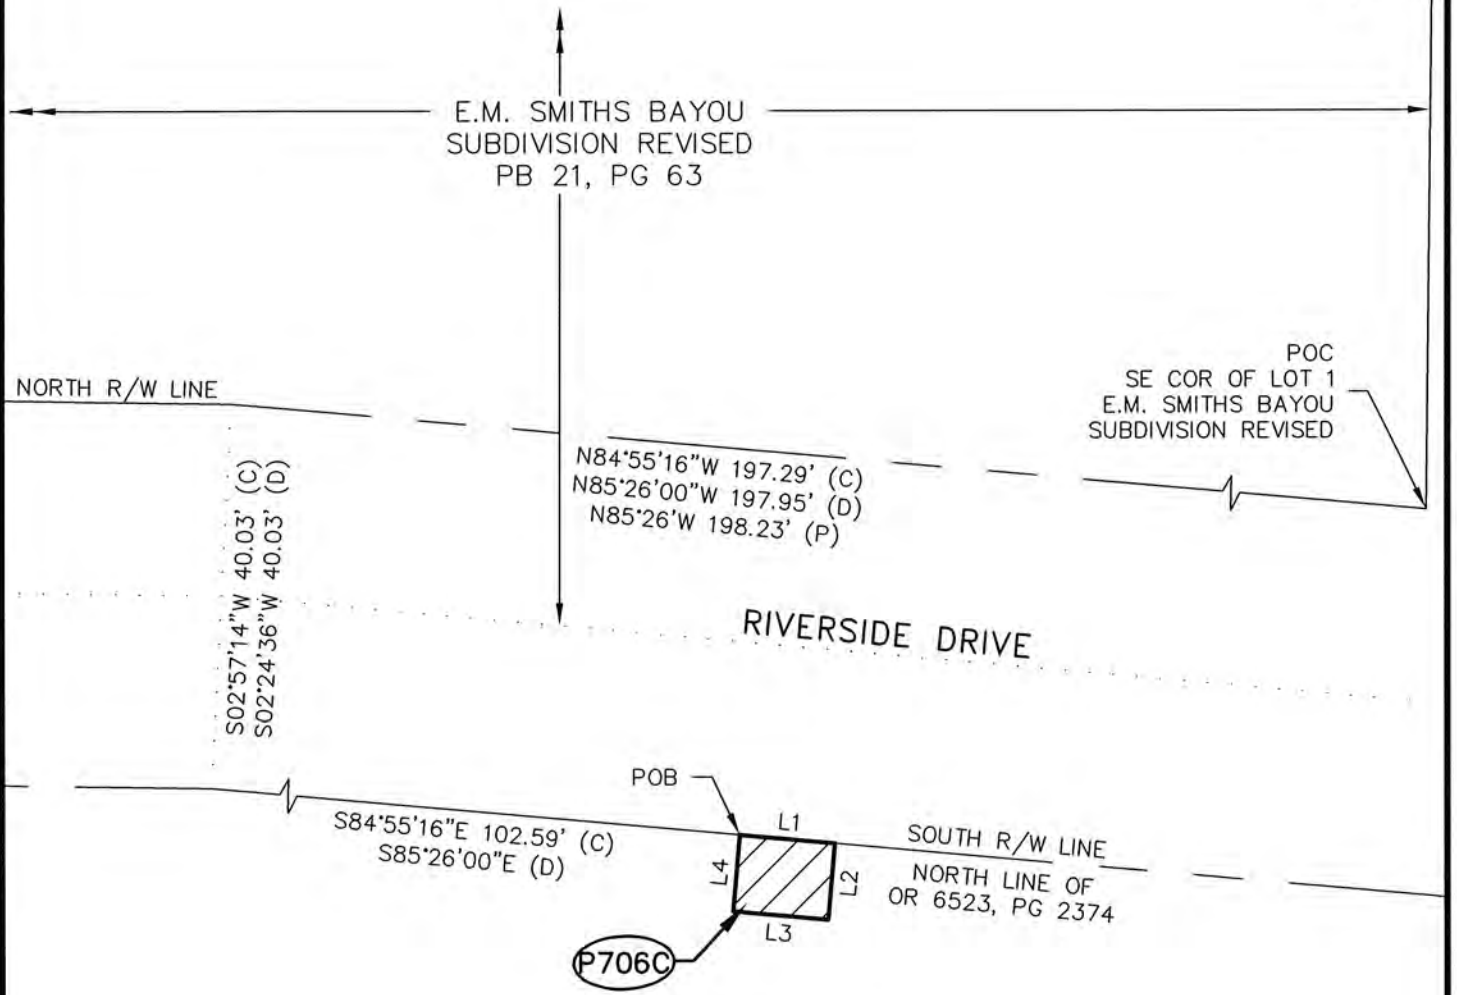 E.M. SMITHS BAYOU
SUBDIVISION REVISED
PB 21, PG 63
POC
SE COR OF LOT 1
E.M. SMITHS BAYOU
SUBDIVISION REVISED
NORTH R/W LINE
N84°55'16"W 197.29' (C)
N85°26'00"W 197.95' (D)
N85°26'W 198.23' (P)
S02°57'14"W 40.03' (C)
S02°24'36"W 40.03' (D)
RIVERSIDE DRIVE
POB
S84°55'16"E 102.59' (C)
S85°26'00"E (D)
L1
L2
L3
L4
SOUTH R/W LINE
NORTH LINE OF
OR 6523, PG 2374
P706C